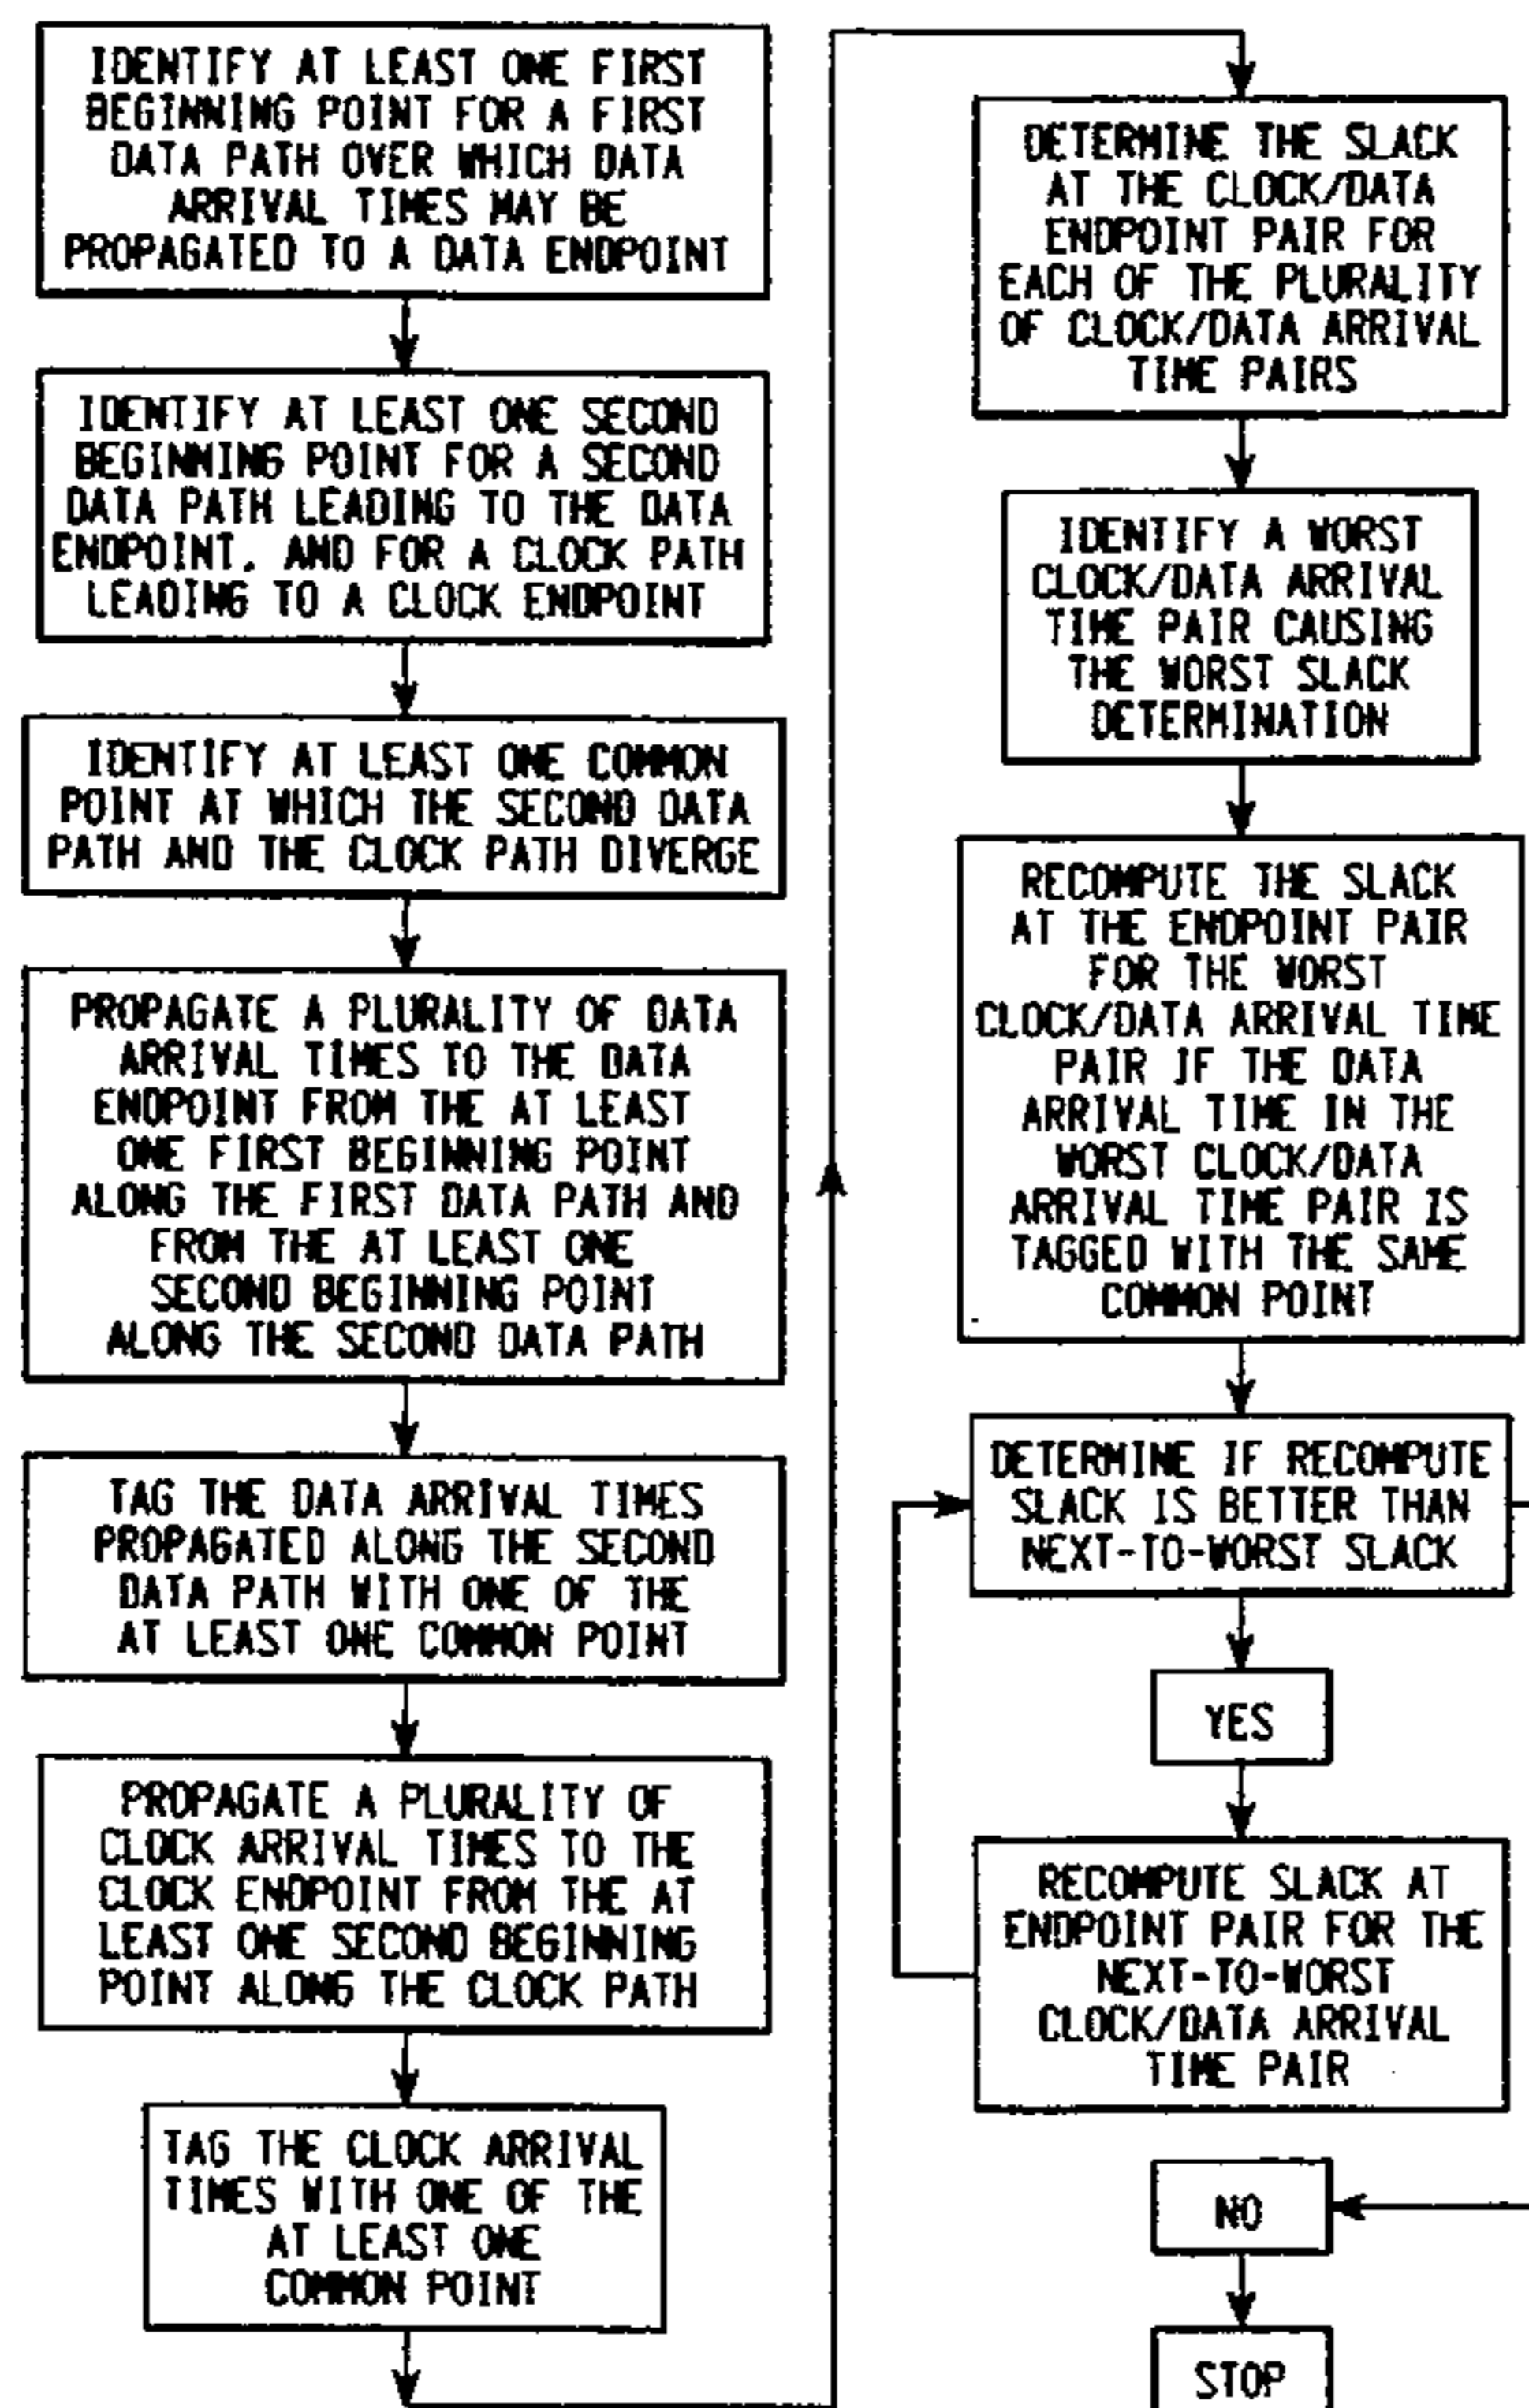 IDENTIFY AT LEAST ONE FIRST
BEGINNING POINT FOR A FIRST
DATA PATH OVER WHICH DATA
ARRIVAL TIMES MAY BE
PROPAGATED TO A DATA ENDPOINT
IDENTIFY AT LEAST ONE SECOND
BEGINNING POINT FOR A SECOND
DATA PATH LEADING TO THE DATA
ENDPOINT, AND FOR A CLOCK PATH
LEADING TO A CLOCK ENDPOINT
IDENTIFY AT LEAST ONE COMMON
POINT AT WHICH THE SECOND DATA
PATH AND THE CLOCK PATH DIVERGE
PROPAGATE A PLURALITY OF DATA
ARRIVAL TIMES TO THE DATA
ENDPOINT FROM THE AT LEAST
ONE FIRST BEGINNING POINT
ALONG THE FIRST DATA PATH AND
FROM THE AT LEAST ONE
SECOND BEGINNING POINT
ALONG THE SECOND DATA PATH
TAG THE DATA ARRIVAL TIMES
PROPAGATED ALONG THE SECOND
DATA PATH WITH ONE OF THE
AT LEAST ONE COMMON POINT
PROPAGATE A PLURALITY OF
CLOCK ARRIVAL TIMES TO THE
CLOCK ENDPOINT FROM THE AT
LEAST ONE SECOND BEGINNING
POINT ALONG THE CLOCK PATH
TAG THE CLOCK ARRIVAL
TIMES WITH ONE OF THE
AT LEAST ONE
COMMON POINT
DETERMINE THE SLACK
AT THE CLOCK/DATA
ENDPOINT PAIR FOR
EACH OF THE PLURALITY
OF CLOCK/DATA ARRIVAL
TIME PAIRS
IDENTIFY A WORST
CLOCK/DATA ARRIVAL
TIME PAIR CAUSING
THE WORST SLACK
DETERMINATION
RECOMPUTE THE SLACK
AT THE ENDPOINT PAIR
FOR THE WORST
CLOCK/DATA ARRIVAL TIME
PAIR IF THE DATA
ARRIVAL TIME IN THE
WORST CLOCK/DATA
ARRIVAL TIME PAIR IS
TAGGED WITH THE SAME
COMMON POINT
DETERMINE IF RECOMPUTE
SLACK IS BETTER THAN
NEXT-TO-WORST SLACK
YES
RECOMPUTE SLACK AT
ENDPOINT PAIR FOR THE
NEXT-TO-WORST
CLOCK/DATA ARRIVAL
TIME PAIR
NO
STOP